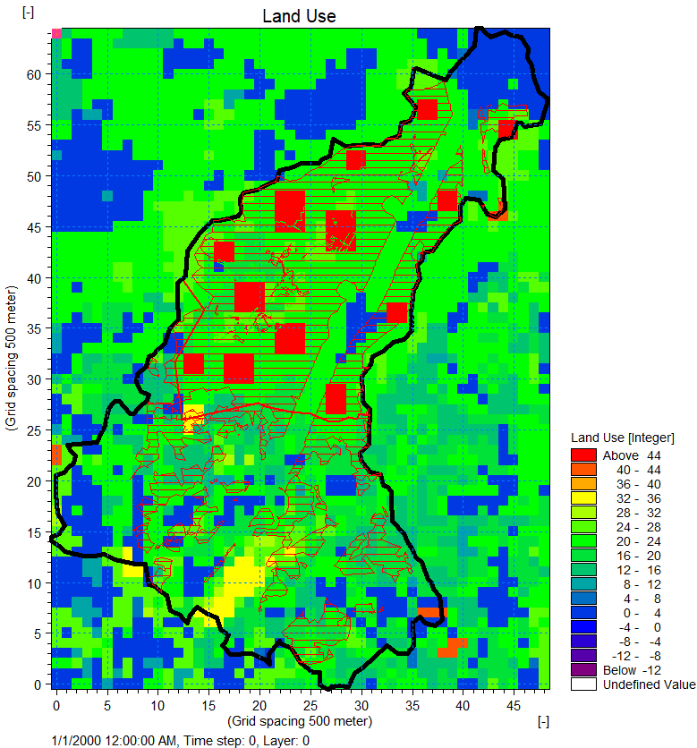 [-]
Land Use
60
55
50
45
40
35
30
25
20
15
10
5
0
(Grid spacing 500 meter)
0 5 10 15 20 25 30 35 40 45
(Grid spacing 500 meter)
[-]
1/1/2000 12:00:00 AM, Time step: 0, Layer: 0
Land Use [Integer]
Above 44
40 - 44
36 - 40
32 - 36
28 - 32
24 - 28
20 - 24
16 - 20
12 - 16
8 - 12
4 - 8
0 - 4
-4 - 0
-8 - -4
-12 - -8
Below -12
Undefined Value